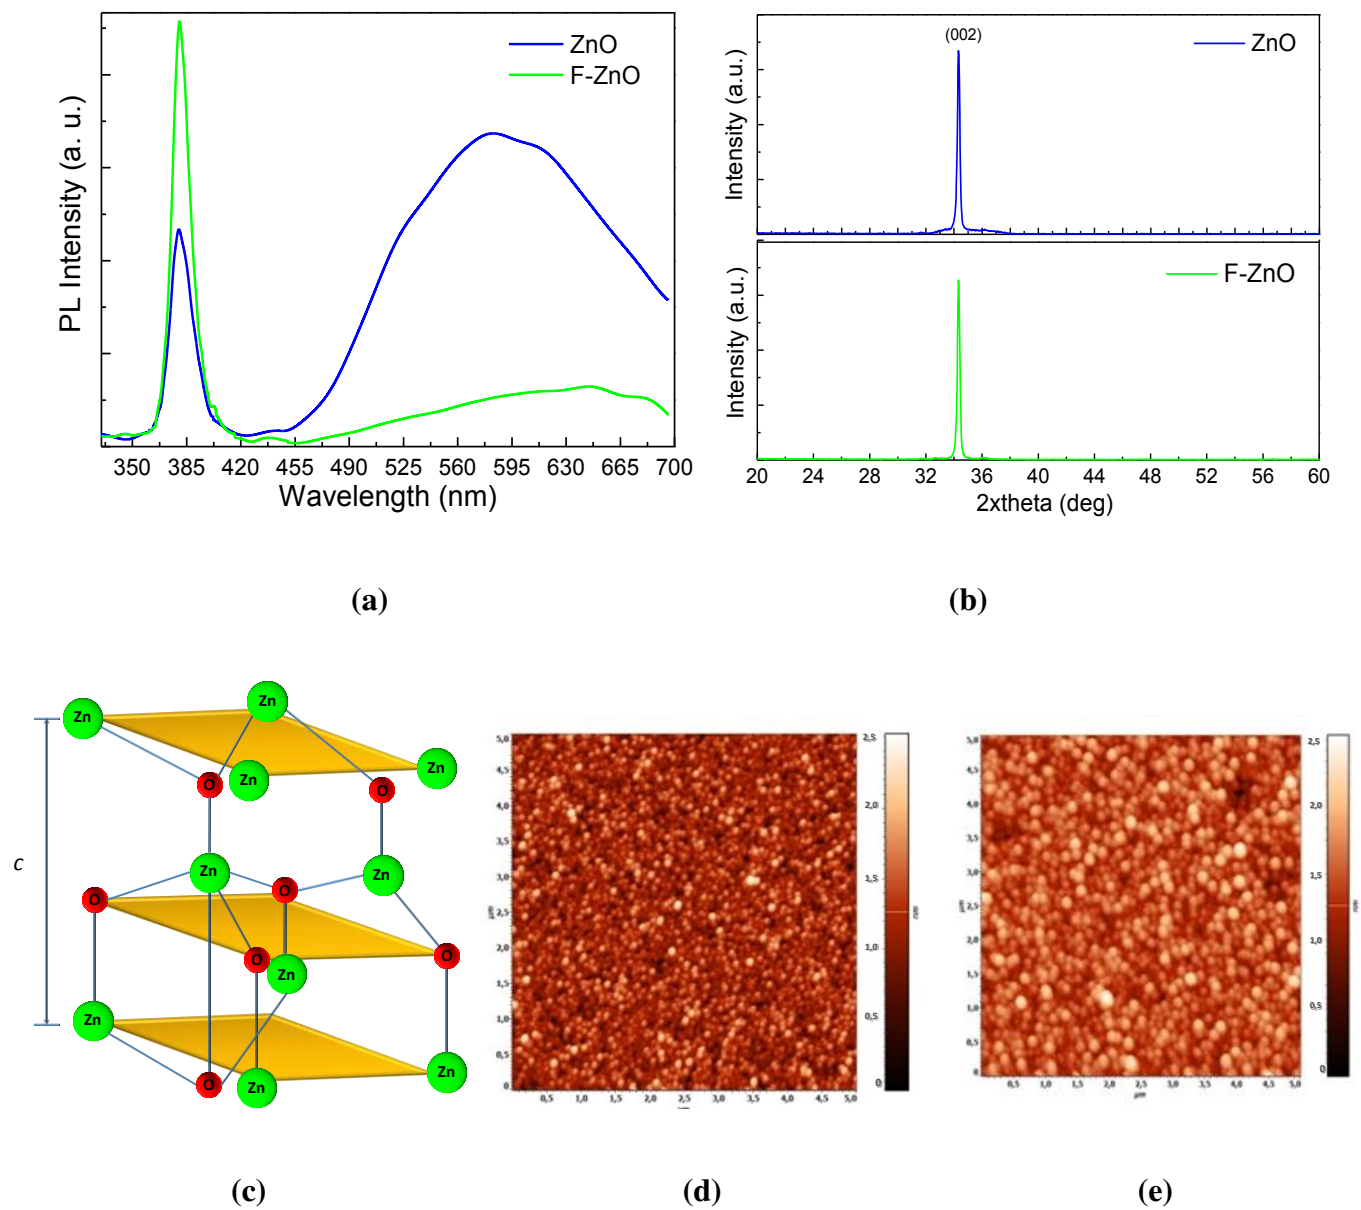 ZnO
F-ZnO
PL Intensity (a. u.)
350 385 420 455 490 525 560 595 630 665 700
Wavelength (nm)
(002)
ZnO
Intensity (a.u.)
F-ZnO
Intensity (a.u.)
20 24 28 32 36 40 44 48 52 56 60
2xtheta (deg)
(a)
(b)
Zn
Zn
Zn
Zn
O
O
c
Zn
Zn
O
O
O
O
Zn
Zn
Zn
O
Zn
5,0
4,5
4,0
3,5
3,0
2,5
2,0
1,5
1,0
0,5
0
0,5 1,0 1,5 2,0 2,5 3,0 3,5 4,0 4,5 5,0
µm
2,5
2,0
1,5
1,0
0,5
0
nm
5,0
4,5
4,0
3,5
3,0
2,5
2,0
1,5
1,0
0,5
0
0,5 1,0 1,5 2,0 2,5 3,0 3,5 4,0 4,5 5,0
µm
µm
2,5
2,0
1,5
1,0
0,5
0
nm
(c)
(d)
(e)